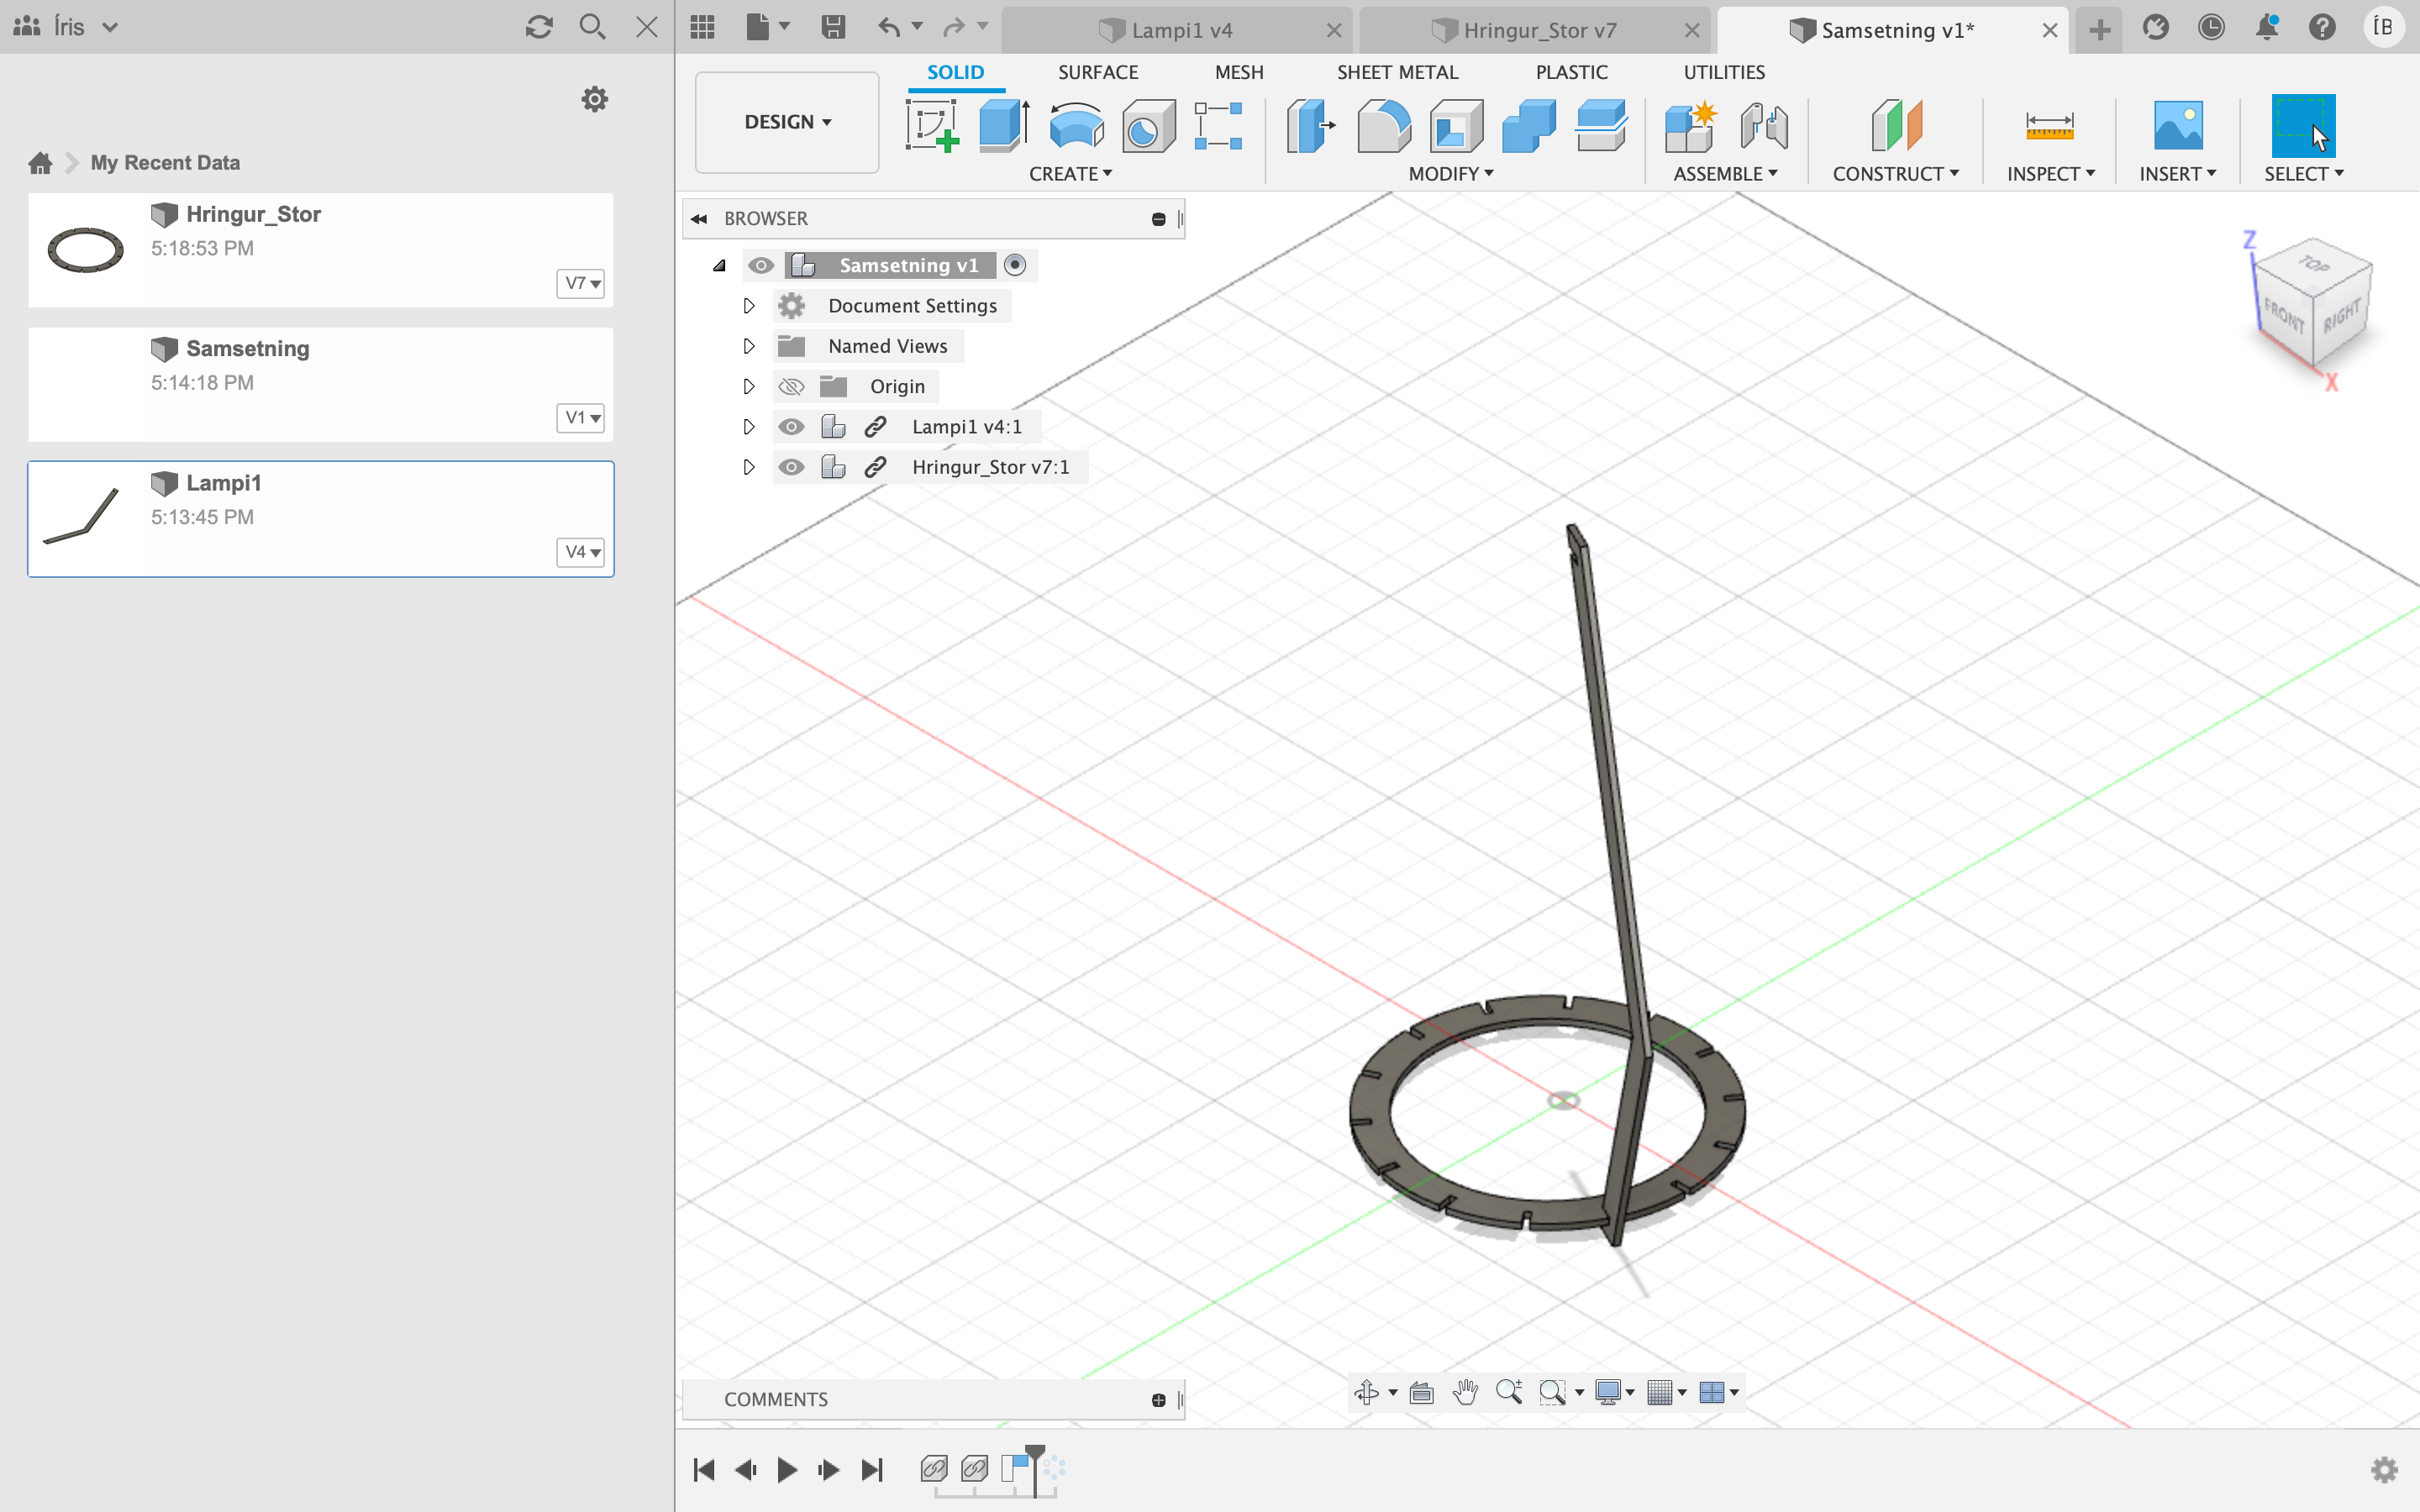 Íris
Lampi1 v4
Hringur_Stor v7
Samsetning v1*
ÍB
DESIGN
SOLID
SURFACE
MESH
SHEET METAL
PLASTIC
UTILITIES
CREATE
MODIFY
ASSEMBLE
CONSTRUCT
INSPECT
INSERT
SELECT
My Recent Data
Hringur_Stor
5:18:53 PM
V7
Samsetning
5:14:18 PM
V1
Lampi1
5:13:45 PM
V4
BROWSER
Samsetning v1
Document Settings
Named Views
Origin
Lampi1 v4:1
Hringur_Stor v7:1
Z
TOP
FRONT
RIGHT
X
COMMENTS